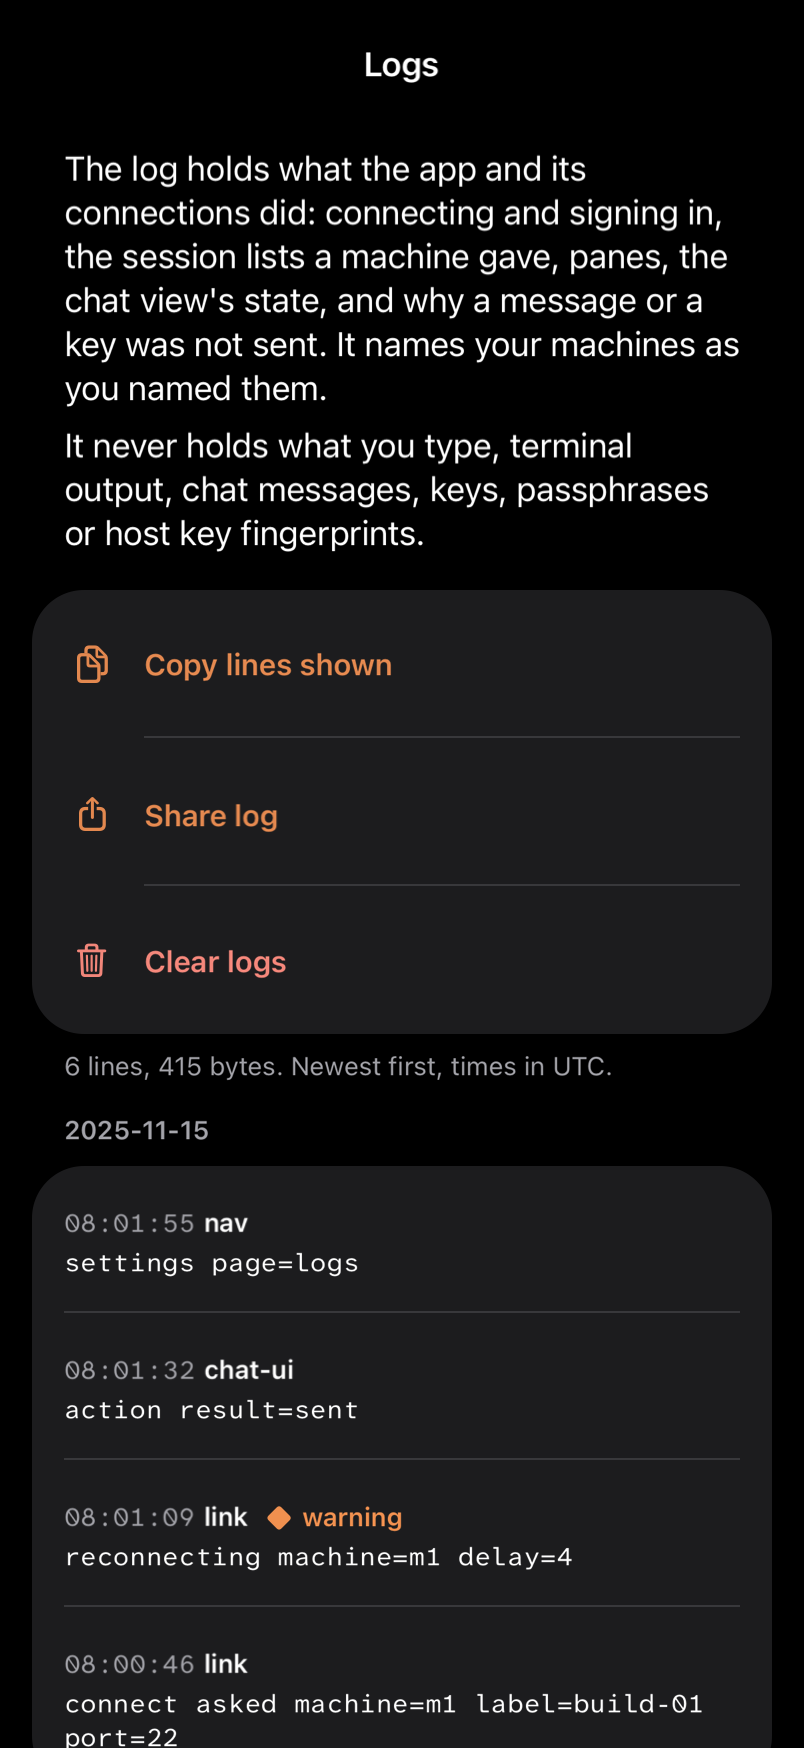 Logs
The log holds what the app and its
connections did: connecting and signing in,
the session lists a machine gave, panes, the
chat view's state, and why a message or a
key was not sent. It names your machines as
you named them.
It never holds what you type, terminal
output, chat messages, keys, passphrases
or host key fingerprints.
Copy lines shown
Share log
Clear logs
6 lines, 415 bytes. Newest first, times in UTC.
2025-11-15
08:01:55 nav
settings page=logs
08:01:32 chat-ui
action result=sent
08:01:09 link warning
reconnecting machine=m1 delay=4
08:00:46 link
connect asked machine=m1 label=build-01
port=22